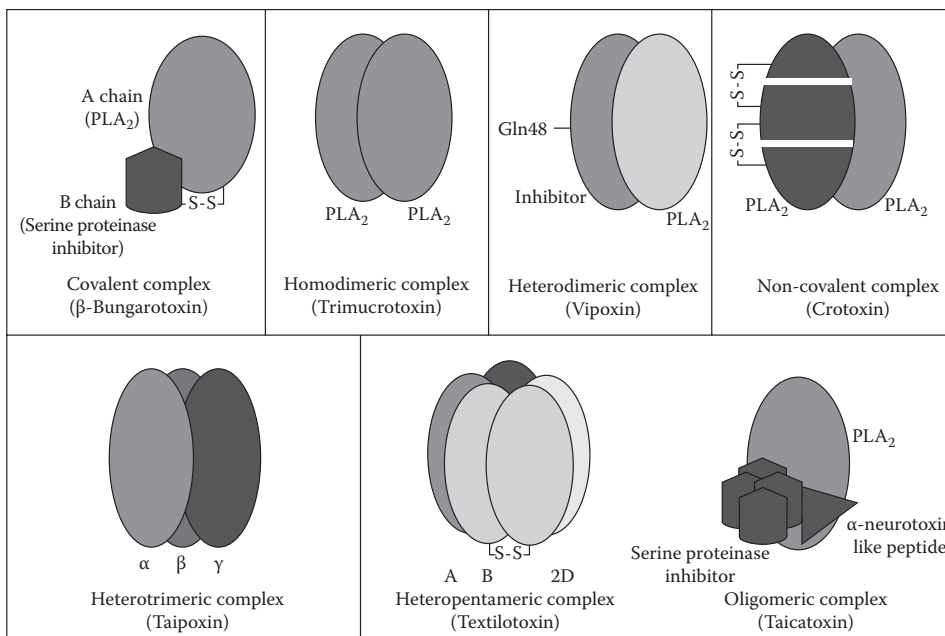 A chain
(PLA₂)
B chain
(Serine proteinase
inhibitor)
S-S
Covalent complex
(β-Bungarotoxin)
PLA₂ PLA₂
Homodimeric complex
(Trimucrotoxin)
Gln48
Inhibitor
PLA₂
Heterodimeric complex
(Vipoxin)
S-S
S-S
PLA₂ PLA₂
Non-covalent complex
(Crotoxin)
α β γ
Heterotrimeric complex
(Taipoxin)
S-S
A B 2D
Heteropentameric complex
(Textilotoxin)
PLA₂
α-neurotoxin
like peptide
Serine proteinase
inhibitor
Oligomeric complex
(Taicatoxin)